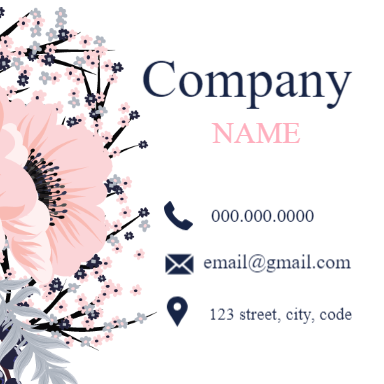 Company
NAME
000.000.0000
email@gmail.com
123 street, city, code